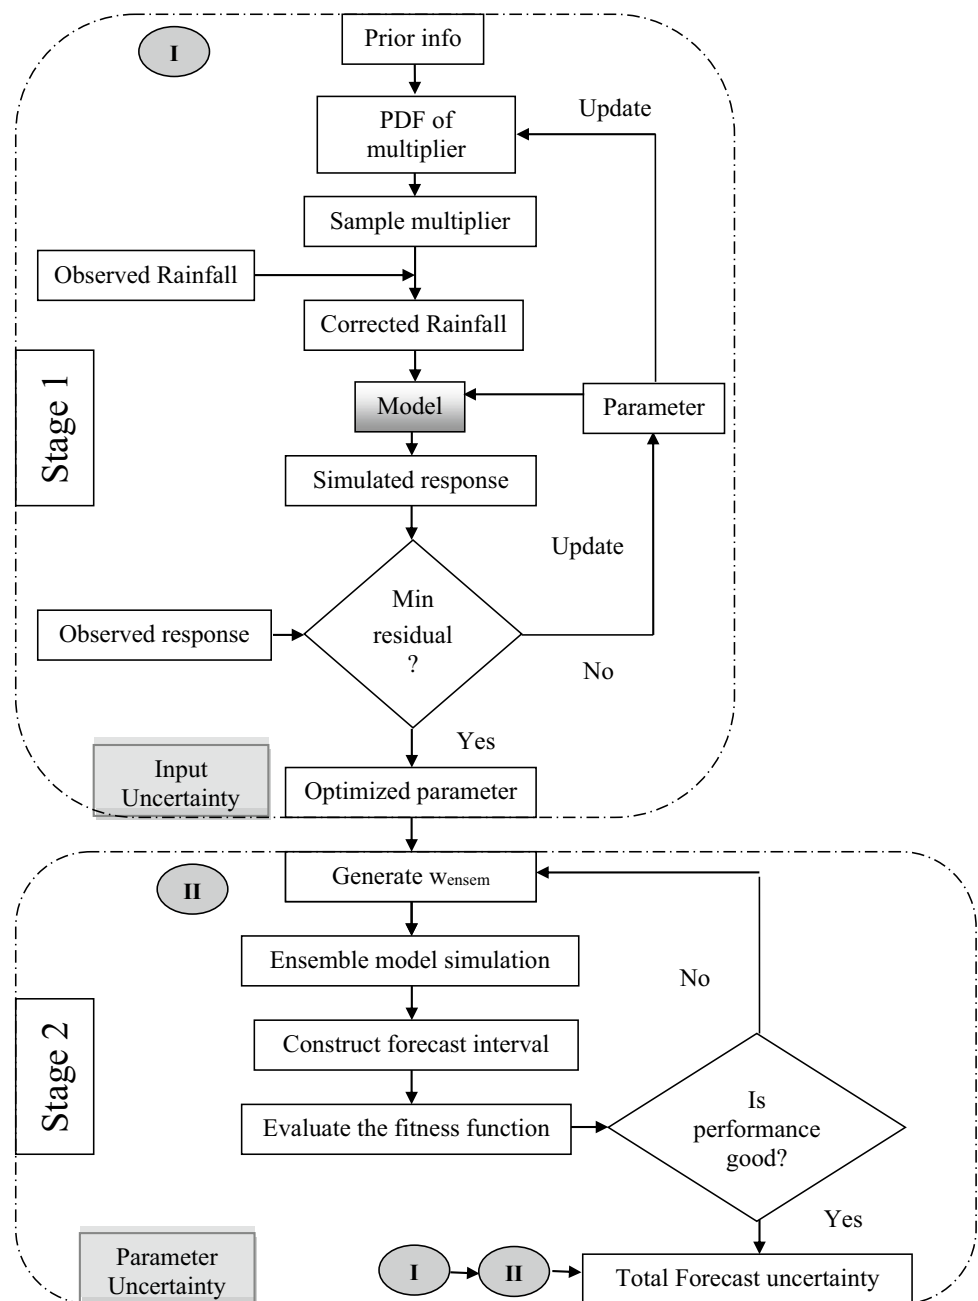 I
Prior info
PDF of
multiplier
Update
Sample multiplier
Observed Rainfall
Corrected Rainfall
Stage 1
Model
Parameter
Simulated response
Update
Min
residual
?
Observed response
No
Yes
Input
Uncertainty
Optimized parameter
II
Generate wensem
Ensemble model simulation
No
Stage 2
Construct forecast interval
Evaluate the fitness function
Is
performance
good?
Yes
Parameter
Uncertainty
I
II
Total Forecast uncertainty